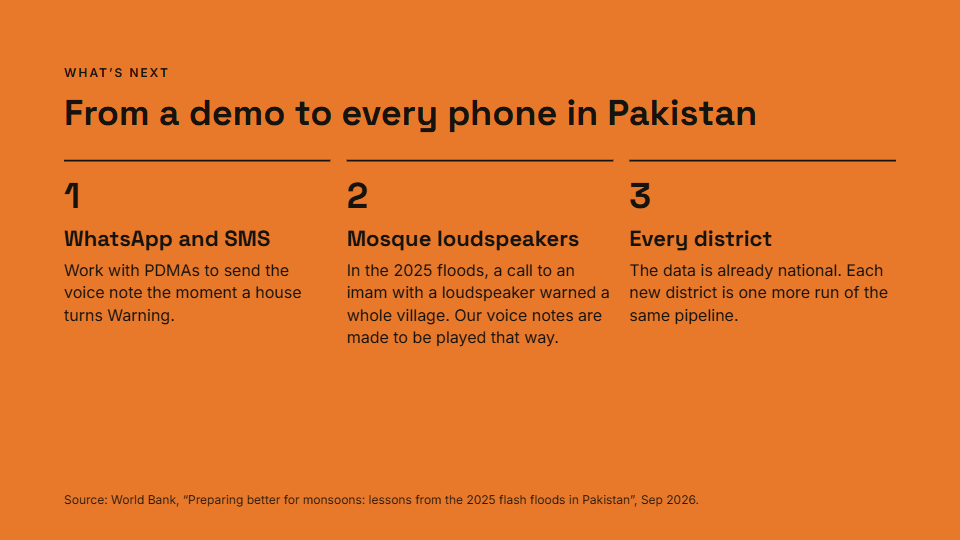 WHAT’S NEXT
From a demo to every phone in Pakistan
1
WhatsApp and SMS
Work with PDMAs to send the
voice note the moment a house
turns Warning.
2
Mosque loudspeakers
In the 2025 floods, a call to an
imam with a loudspeaker warned a
whole village. Our voice notes are
made to be played that way.
3
Every district
The data is already national. Each
new district is one more run of the
same pipeline.
Source: World Bank, “Preparing better for monsoons: lessons from the 2025 flash floods in Pakistan”, Sep 2026.